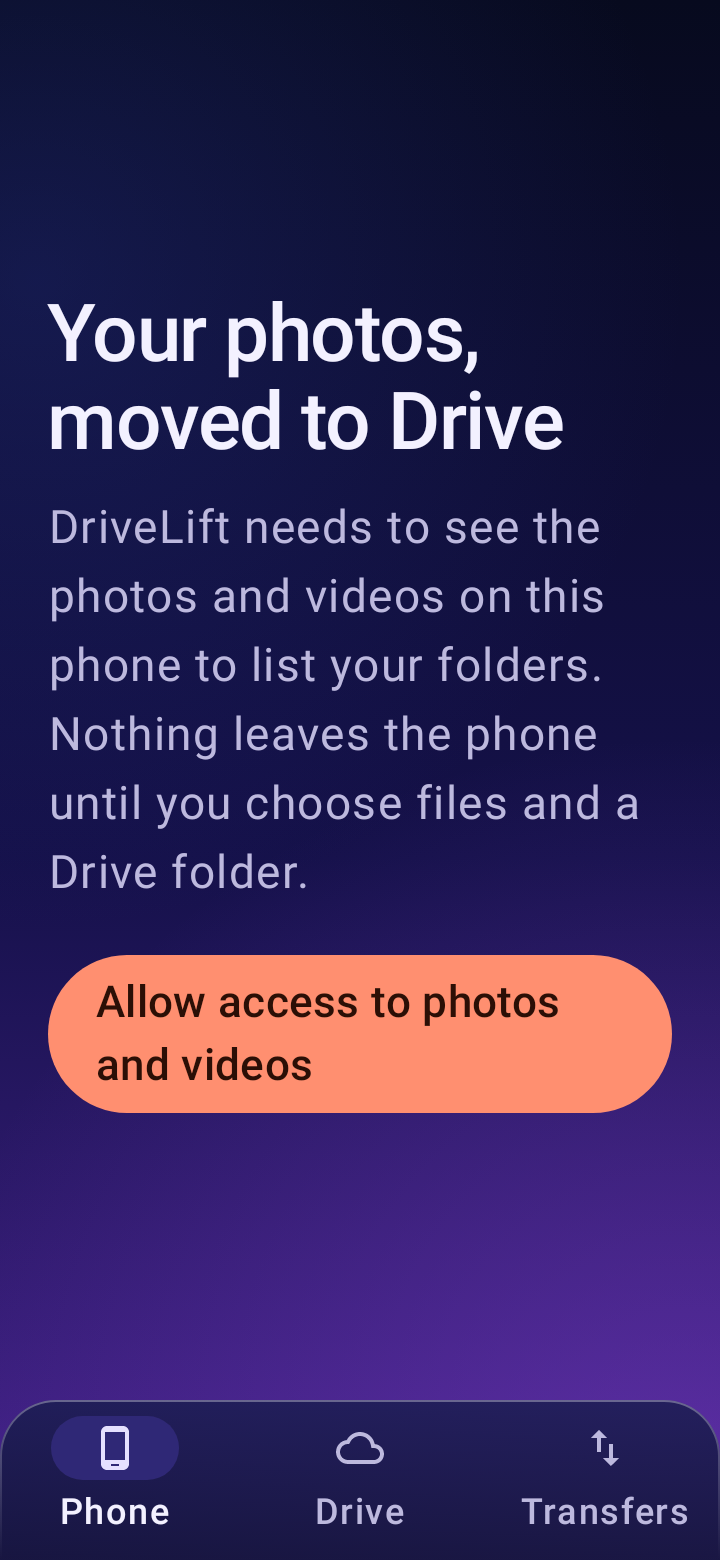 Your photos,
moved to Drive
DriveLift needs to see the
photos and videos on this
phone to list your folders.
Nothing leaves the phone
until you choose files and a
Drive folder.
Allow access to photos
and videos
Phone
Drive
Transfers